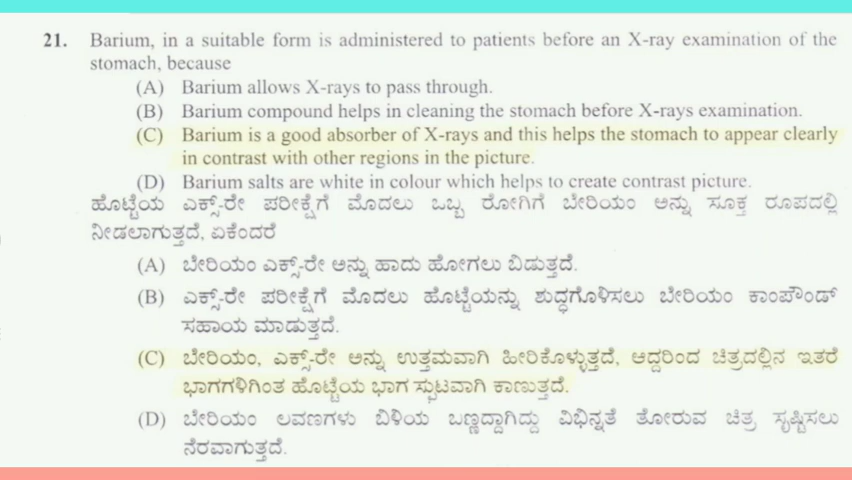 21. Barium, in a suitable form is administered to patients before an X-ray examination of the
stomach, because
(A) Barium allows X-rays to pass through.
(B) Barium compound helps in cleaning the stomach before X-rays examination.
(C) Barium is a good absorber of X-rays and this helps the stomach to appear clearly
in contrast with other regions in the picture.
(D) Barium salts are white in colour which helps to create contrast picture.
ಹೊಟ್ಟೆಯ ಎಕ್ಸ್-ರೇ ಪರೀಕ್ಷೆಗೆ ಮೊದಲು ಒಬ್ಬ ರೋಗಿಗೆ ಬೇರಿಯಂ ಅನ್ನು ಸೂಕ್ತ ರೂಪದಲ್ಲಿ
ನೀಡಲಾಗುತ್ತದೆ, ಏಕೆಂದರೆ
(A) ಬೇರಿಯಂ ಎಕ್ಸ್-ರೇ ಅನ್ನು ಹಾದು ಹೋಗಲು ಬಿಡುತ್ತದೆ.
(B) ಎಕ್ಸ್-ರೇ ಪರೀಕ್ಷೆಗೆ ಮೊದಲು ಹೊಟ್ಟೆಯನ್ನು ಶುದ್ಧಗೊಳಿಸಲು ಬೇರಿಯಂ ಕಾಂಪೌಂಡ್
ಸಹಾಯ ಮಾಡುತ್ತದೆ.
(C) ಬೇರಿಯಂ, ಎಕ್ಸ್-ರೇ ಅನ್ನು ಉತ್ತಮವಾಗಿ ಹೀರಿಕೊಳ್ಳುತ್ತದೆ, ಆದ್ದರಿಂದ ಚಿತ್ರದಲ್ಲಿನ ಇತರೆ
ಭಾಗಗಳಿಗಿಂತ ಹೊಟ್ಟೆಯ ಭಾಗ ಸ್ಫುಟವಾಗಿ ಕಾಣುತ್ತದೆ.
(D) ಬೇರಿಯಂ ಲವಣಗಳು ಬಿಳಿಯ ಬಣ್ಣದ್ದಾಗಿದ್ದು ವಿಭಿನ್ನತೆ ತೋರುವ ಚಿತ್ರ ಸೃಷ್ಟಿಸಲು
ನೆರವಾಗುತ್ತದೆ.